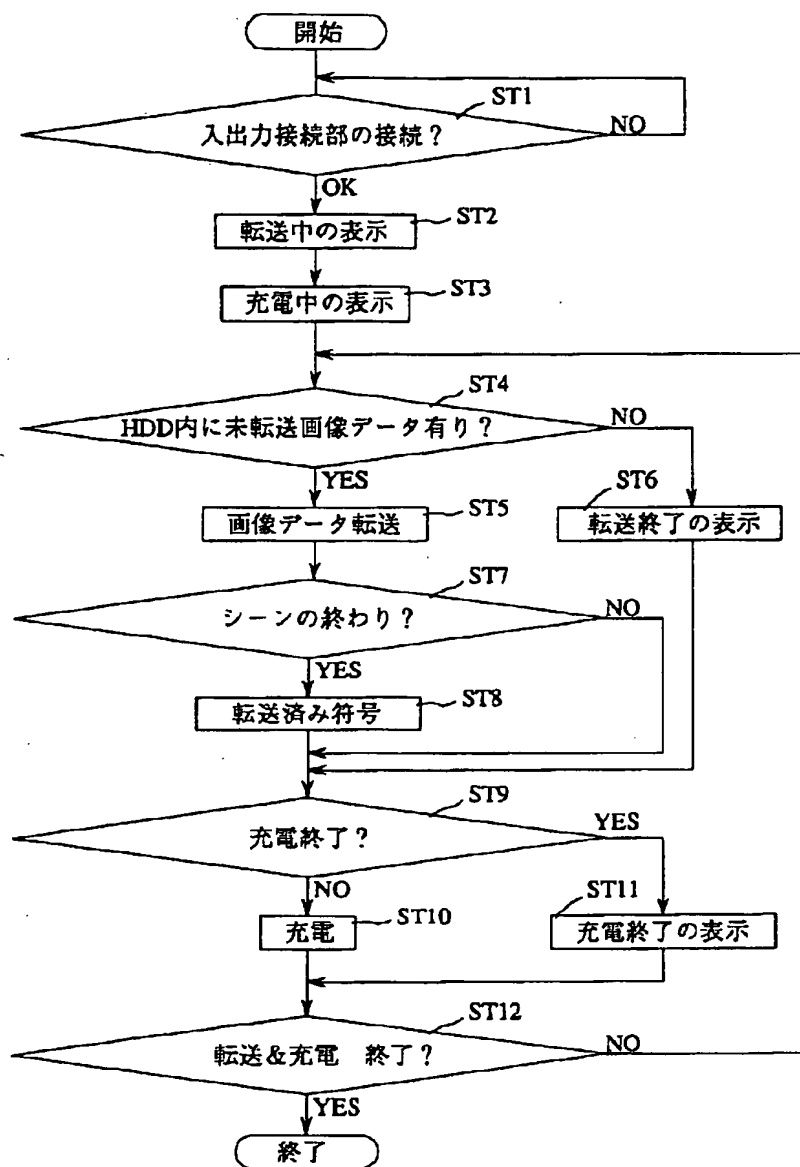 開始
ST1
入出力接続部の接続?
NO
OK
ST2
転送中の表示
ST3
充電中の表示
ST4
HDD内に未転送画像データ有り?
NO
YES
ST6
ST5
画像データ転送
転送終了の表示
ST7
シーンの終わり?
NO
YES
ST8
転送済み符号
ST9
充電終了?
YES
NO
ST11
ST10
充電
充電終了の表示
ST12
転送&充電 終了?
NO
YES
終了